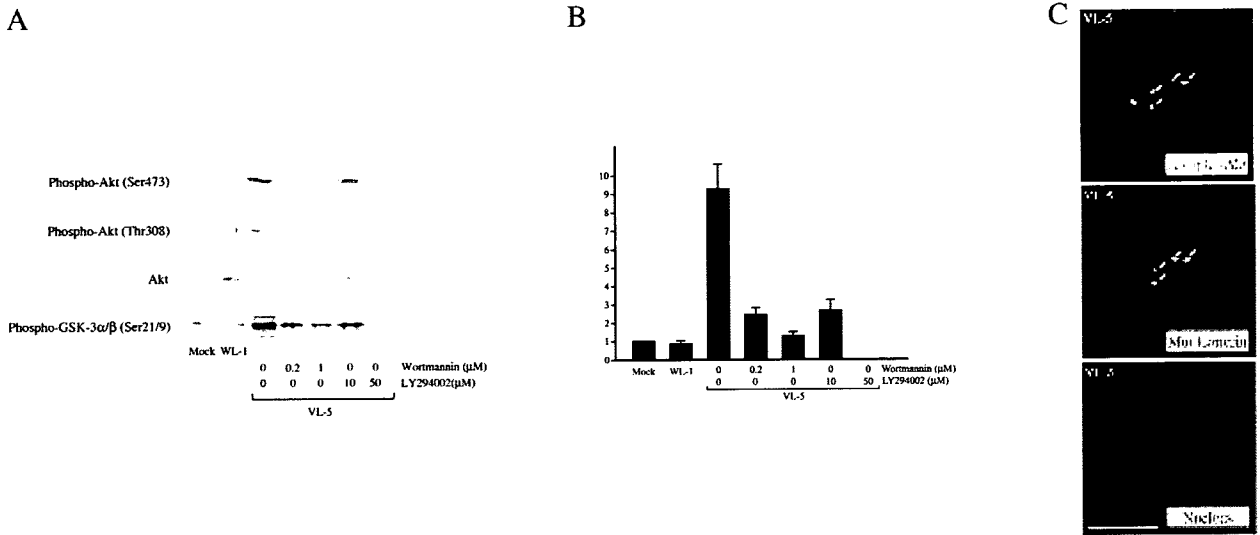 A
Phospho-Akt (Ser473)
Phospho-Akt (Thr308)
Akt
Phospho-GSK-3α/β (Ser21/9)
Mock WL-1
0 0.2 1 0 0 Wortmannin (μM)
0 0 0 10 50 LY294002(μM)
VL-5
B
10
9
8
7
6
5
4
3
2
1
0
Mock WL-1 0 0.2 1 0 0 Wortmannin (μM)
0 0 0 10 50 LY294002 (μM)
VL-5
C
VL-5
VL-5
VL-5